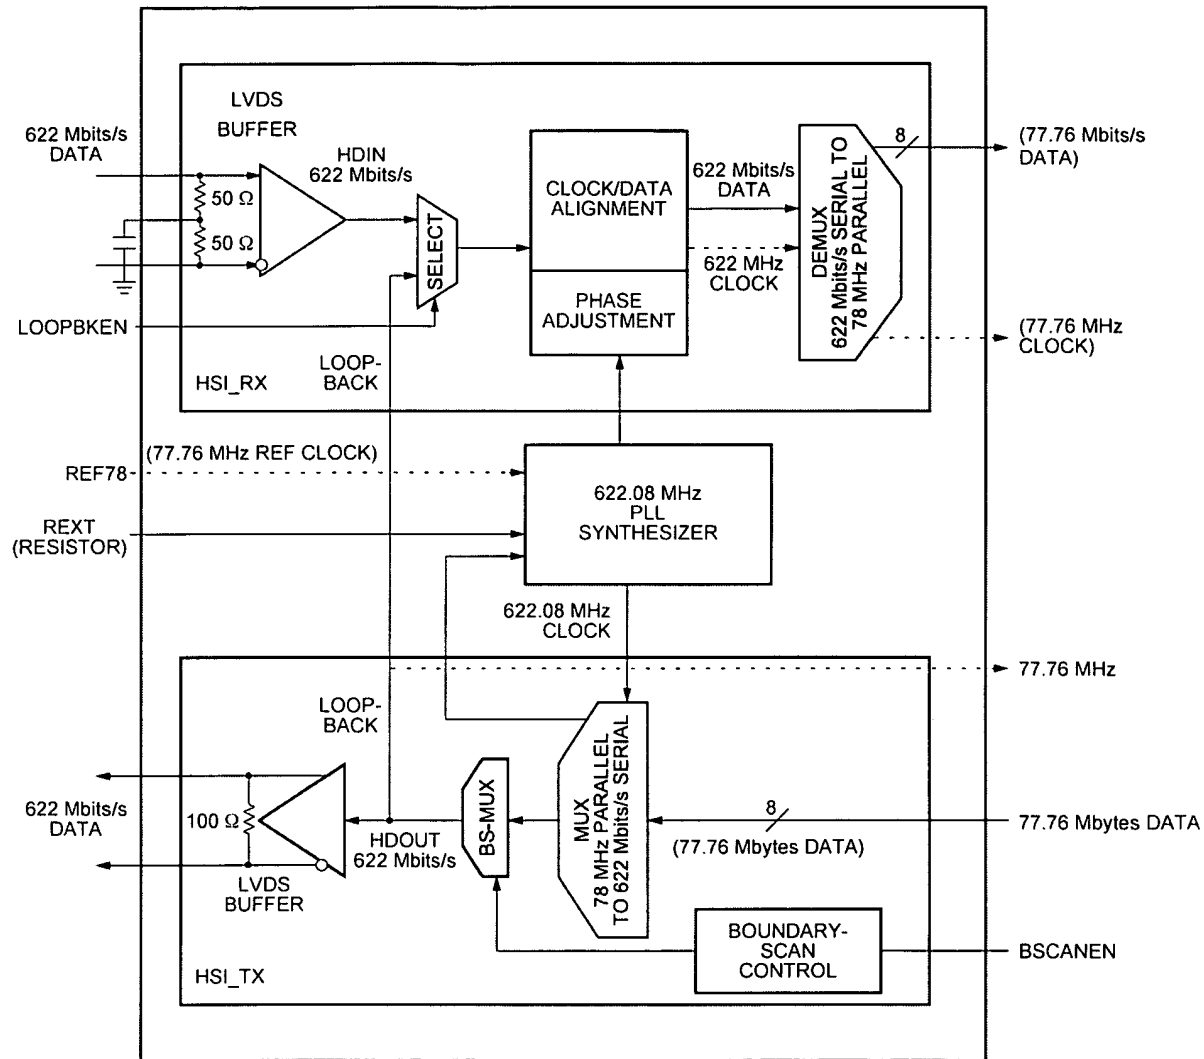 LVDS
BUFFER
622 Mbits/s
DATA
HDIN
622 Mbits/s
50 Ω
50 Ω
SELECT
LOOPBKEN
LOOP-
BACK
HSI_RX
CLOCK/DATA
ALIGNMENT
PHASE
ADJUSTMENT
622 Mbits/s
DATA
622 MHz
CLOCK
DEMUX
622 Mbits/s SERIAL TO
78 MHz PARALLEL
8
(77.76 Mbits/s
DATA)
(77.76 MHz
CLOCK)
(77.76 MHz REF CLOCK)
REF78
REXT
(RESISTOR)
622.08 MHz
PLL
SYNTHESIZER
622.08 MHz
CLOCK
77.76 MHz
LOOP-
BACK
622 Mbits/s
DATA
100 Ω
LVDS
BUFFER
HDOUT
622 Mbits/s
BS-MUX
MUX
78 MHz PARALLEL
TO 622 Mbits/s SERIAL
8
(77.76 Mbytes DATA)
77.76 Mbytes DATA
BOUNDARY-
SCAN
CONTROL
BSCANEN
HSI_TX